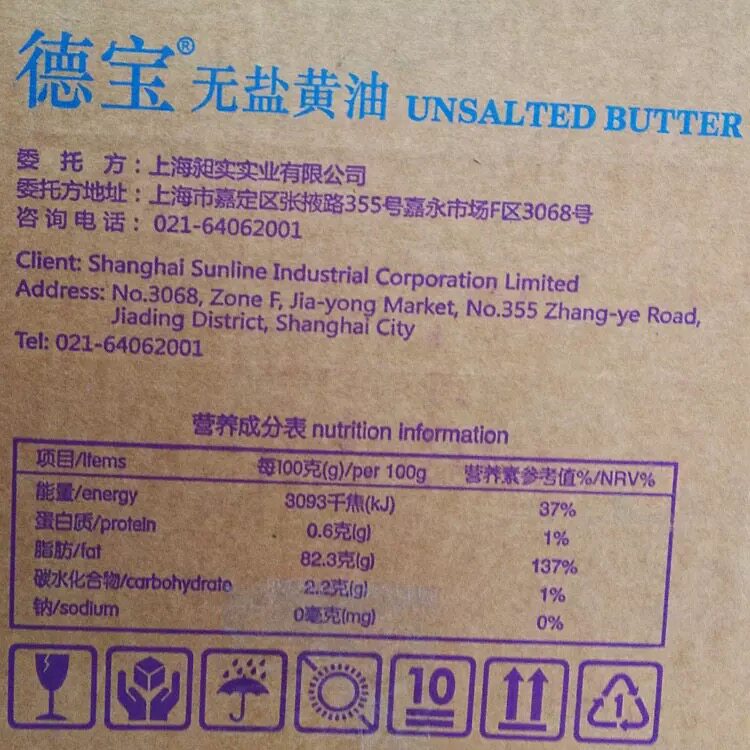 德宝® 无盐黄油 UNSALTED BUTTER
委 托 方：上海昶实实业有限公司
委托方地址：上海市嘉定区张掖路355号嘉永市场F区3068号
咨询电话：021-64062001
Client: Shanghai Sunline Industrial Corporation Limited
Address: No.3068, Zone F, Jia-yong Market, No.355 Zhang-ye Road,
Jiading District, Shanghai City
Tel: 021-64062001
营养成分表 nutrition information
项目/Items 每100克(g)/per 100g 营养素参考值%/NRV%
能量/energy 3093千焦(kJ) 37%
蛋白质/protein 0.6克(g) 1%
脂肪/fat 82.3克(g) 137%
碳水化合物/carbohydrate 2.2克(g) 1%
钠/sodium 0毫克(mg) 0%
10 1